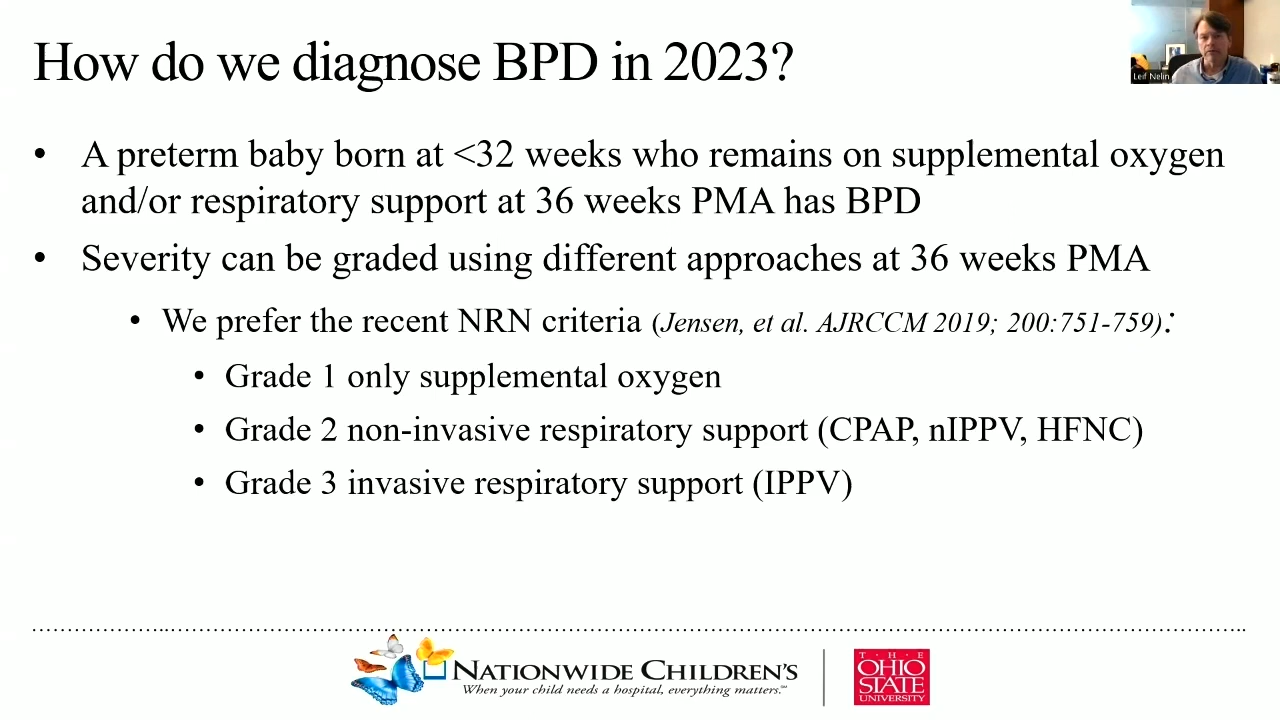 How do we diagnose BPD in 2023?
Leif Nelin
• A preterm baby born at <32 weeks who remains on supplemental oxygen
and/or respiratory support at 36 weeks PMA has BPD
• Severity can be graded using different approaches at 36 weeks PMA
• We prefer the recent NRN criteria (Jensen, et al. AJRCCM 2019; 200:751-759):
• Grade 1 only supplemental oxygen
• Grade 2 non-invasive respiratory support (CPAP, nIPPV, HFNC)
• Grade 3 invasive respiratory support (IPPV)
NATIONWIDE CHILDREN'S
When your child needs a hospital, everything matters.℠
THE
OHIO
STATE
UNIVERSITY